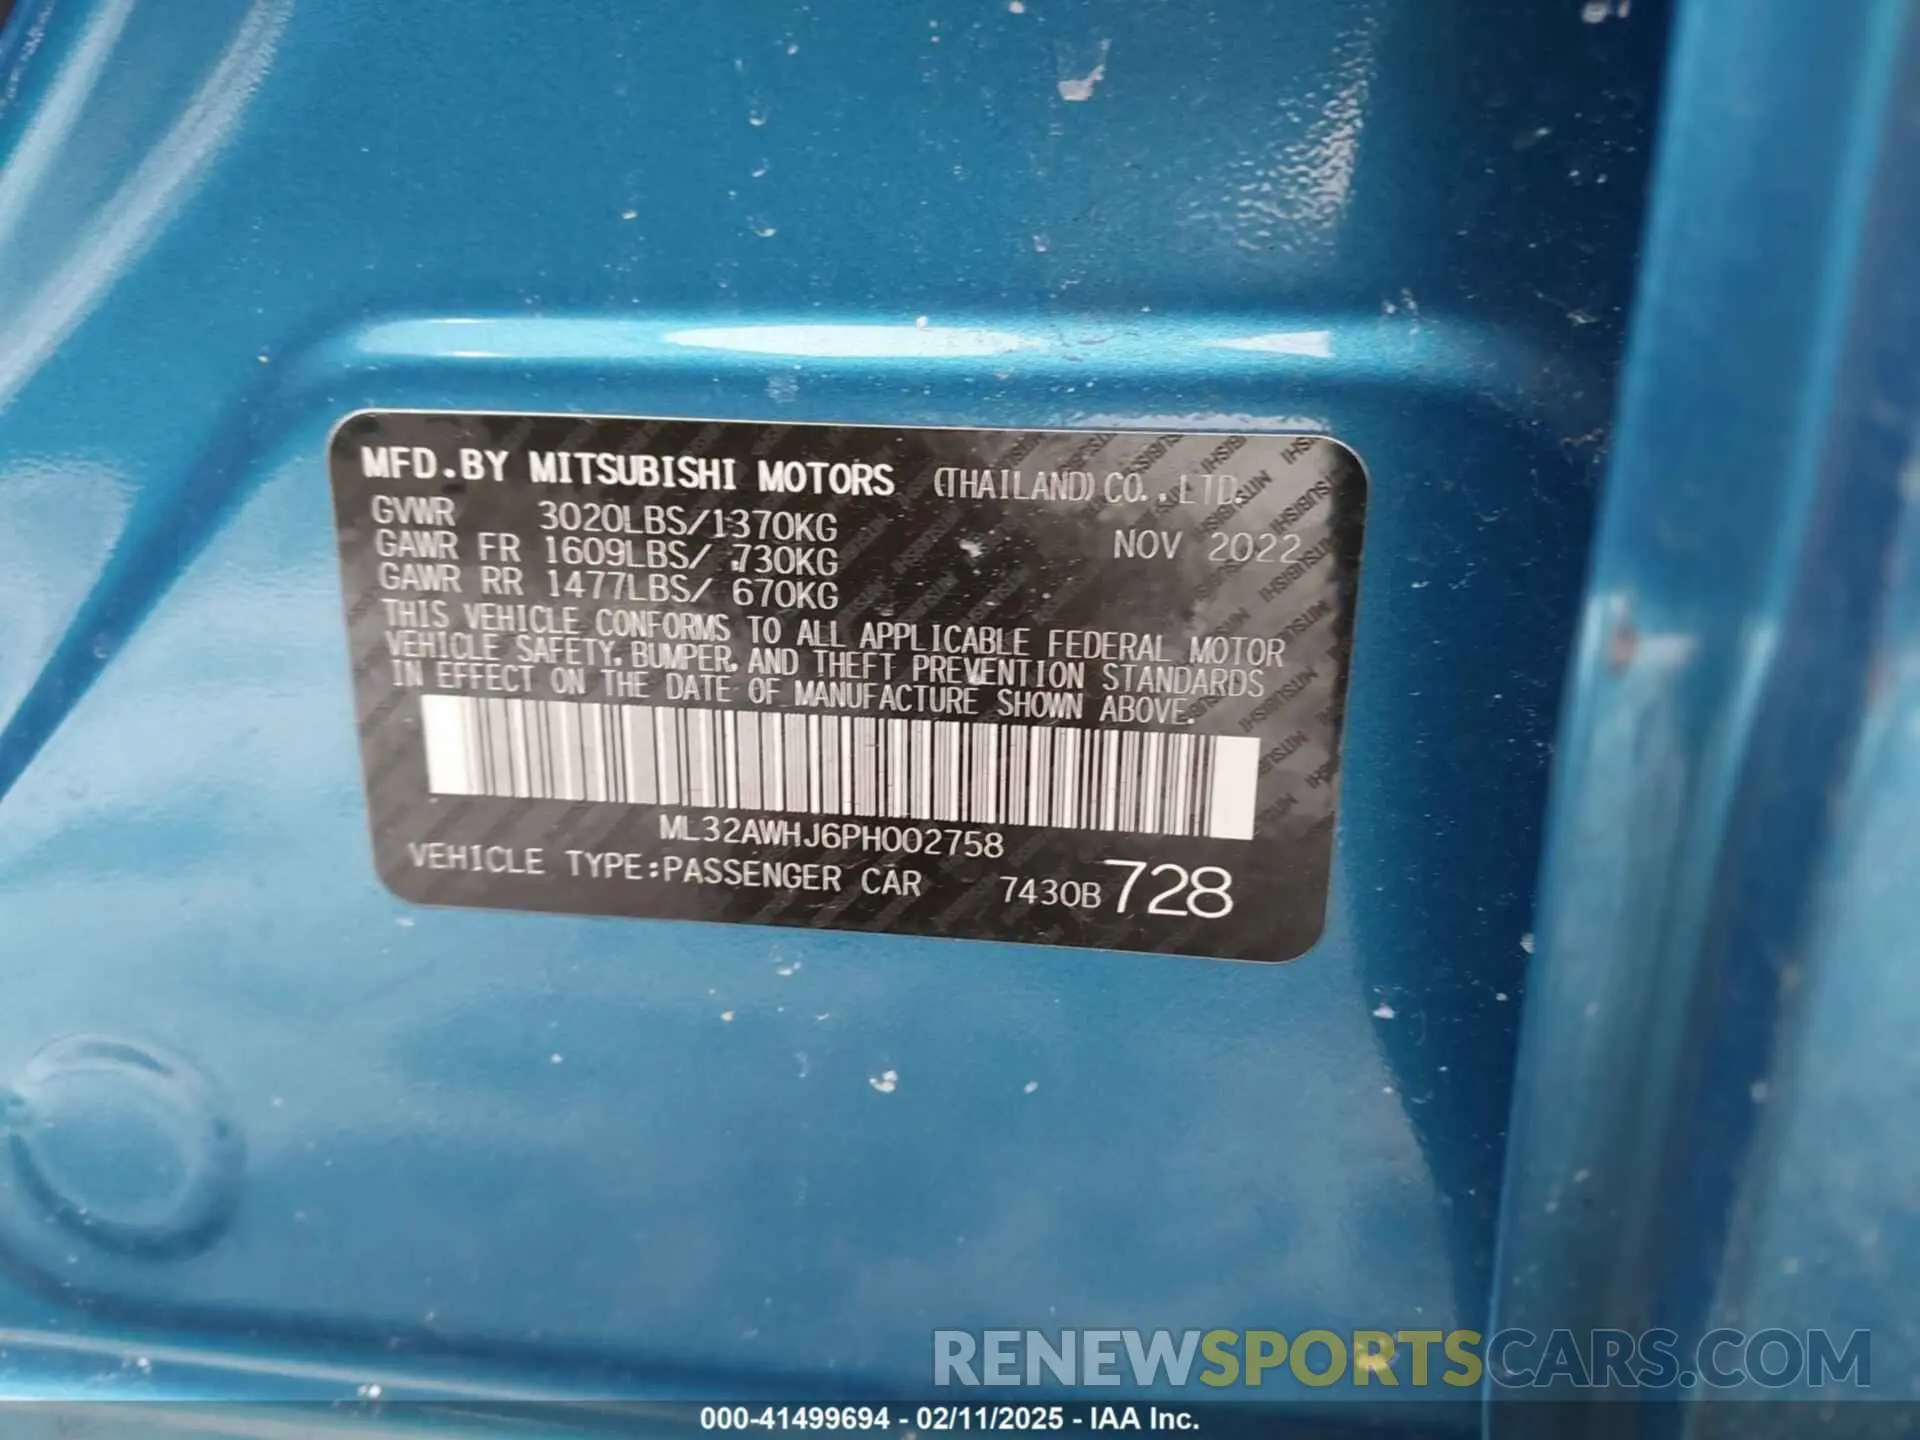 MFD.BY MITSUBISHI MOTORS (THAILAND) CO.,LTD.
GVWR 3020LBS/1370KG NOV 2022
GAWR FR 1609LBS/ 730KG
GAWR RR 1477LBS/ 670KG
THIS VEHICLE CONFORMS TO ALL APPLICABLE FEDERAL MOTOR
VEHICLE SAFETY, BUMPER, AND THEFT PREVENTION STANDARDS
IN EFFECT ON THE DATE OF MANUFACTURE SHOWN ABOVE.
ML32AWHJ6PH002758
VEHICLE TYPE:PASSENGER CAR 7430B 728
RENEWSPORTSCARS.COM
000-41499694 - 02/11/2025 - IAA Inc.